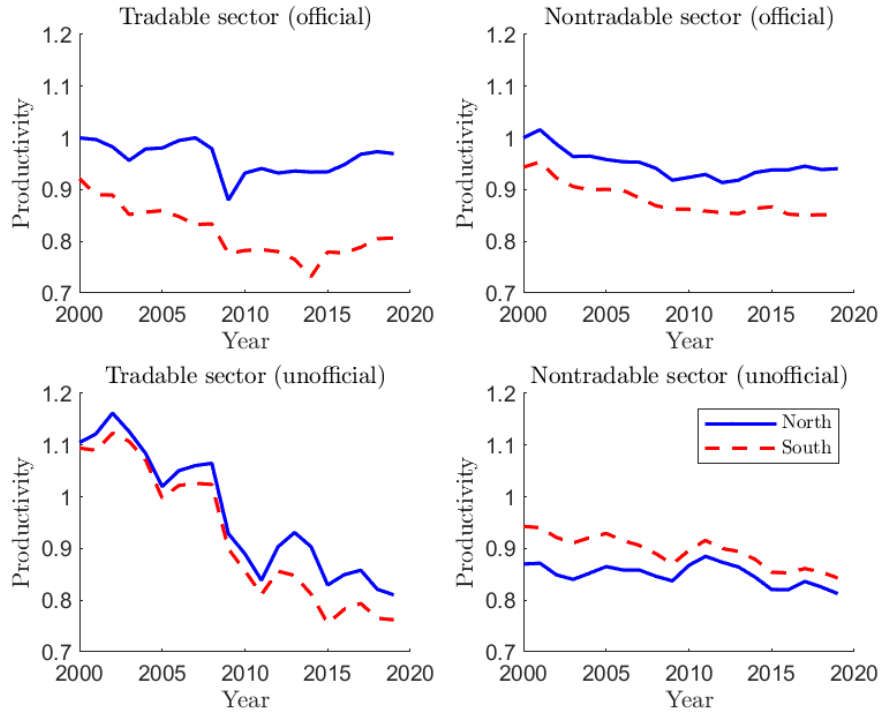 Tradable sector (official)
1.2
1.1
1
0.9
0.8
0.7
Productivity
2000 2005 2010 2015 2020
Year
Nontradable sector (official)
1.2
1.1
1
0.9
0.8
0.7
Productivity
2000 2005 2010 2015 2020
Year
Tradable sector (unofficial)
1.2
1.1
1
0.9
0.8
0.7
Productivity
2000 2005 2010 2015 2020
Year
Nontradable sector (unofficial)
1.2
1.1
1
0.9
0.8
0.7
Productivity
North
South
2000 2005 2010 2015 2020
Year